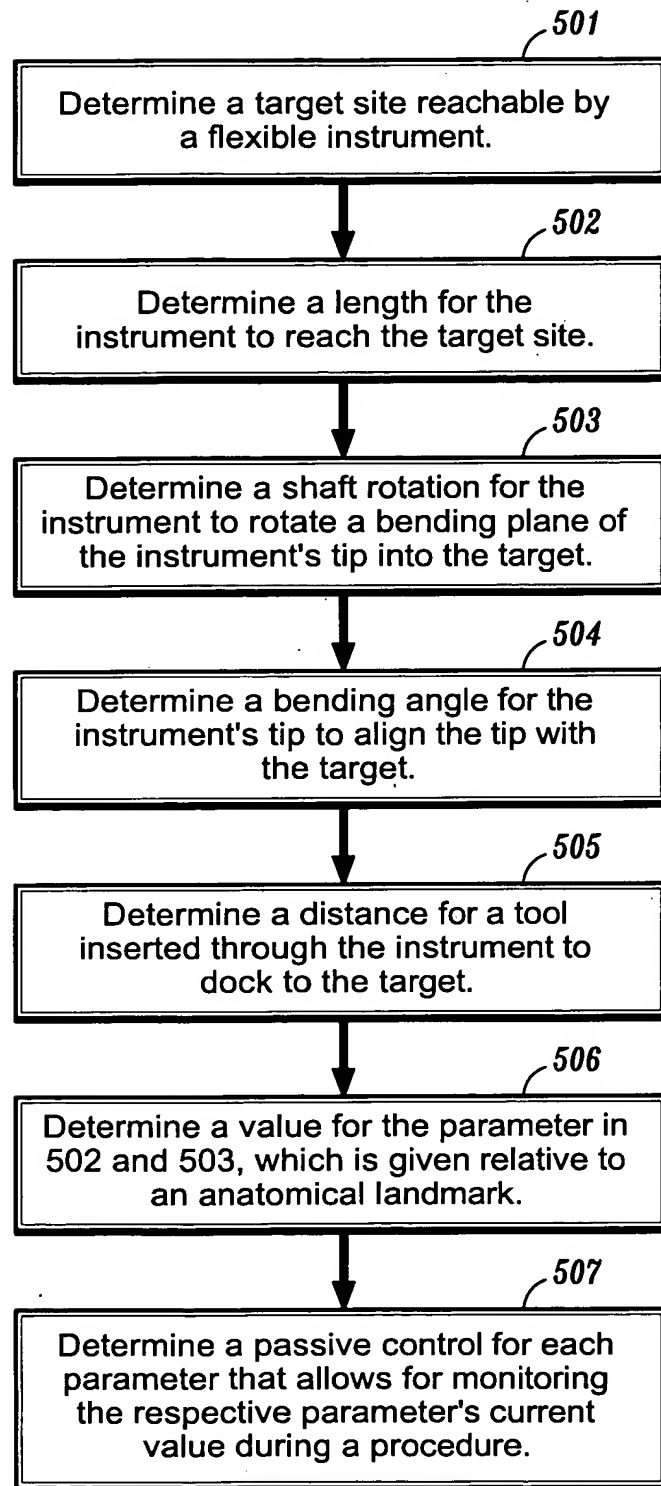 501
Determine a target site reachable by
a flexible instrument.
502
Determine a length for the
instrument to reach the target site.
503
Determine a shaft rotation for the
instrument to rotate a bending plane of
the instrument's tip into the target.
504
Determine a bending angle for the
instrument's tip to align the tip with
the target.
505
Determine a distance for a tool
inserted through the instrument to
dock to the target.
506
Determine a value for the parameter in
502 and 503, which is given relative to
an anatomical landmark.
507
Determine a passive control for each
parameter that allows for monitoring
the respective parameter's current
value during a procedure.